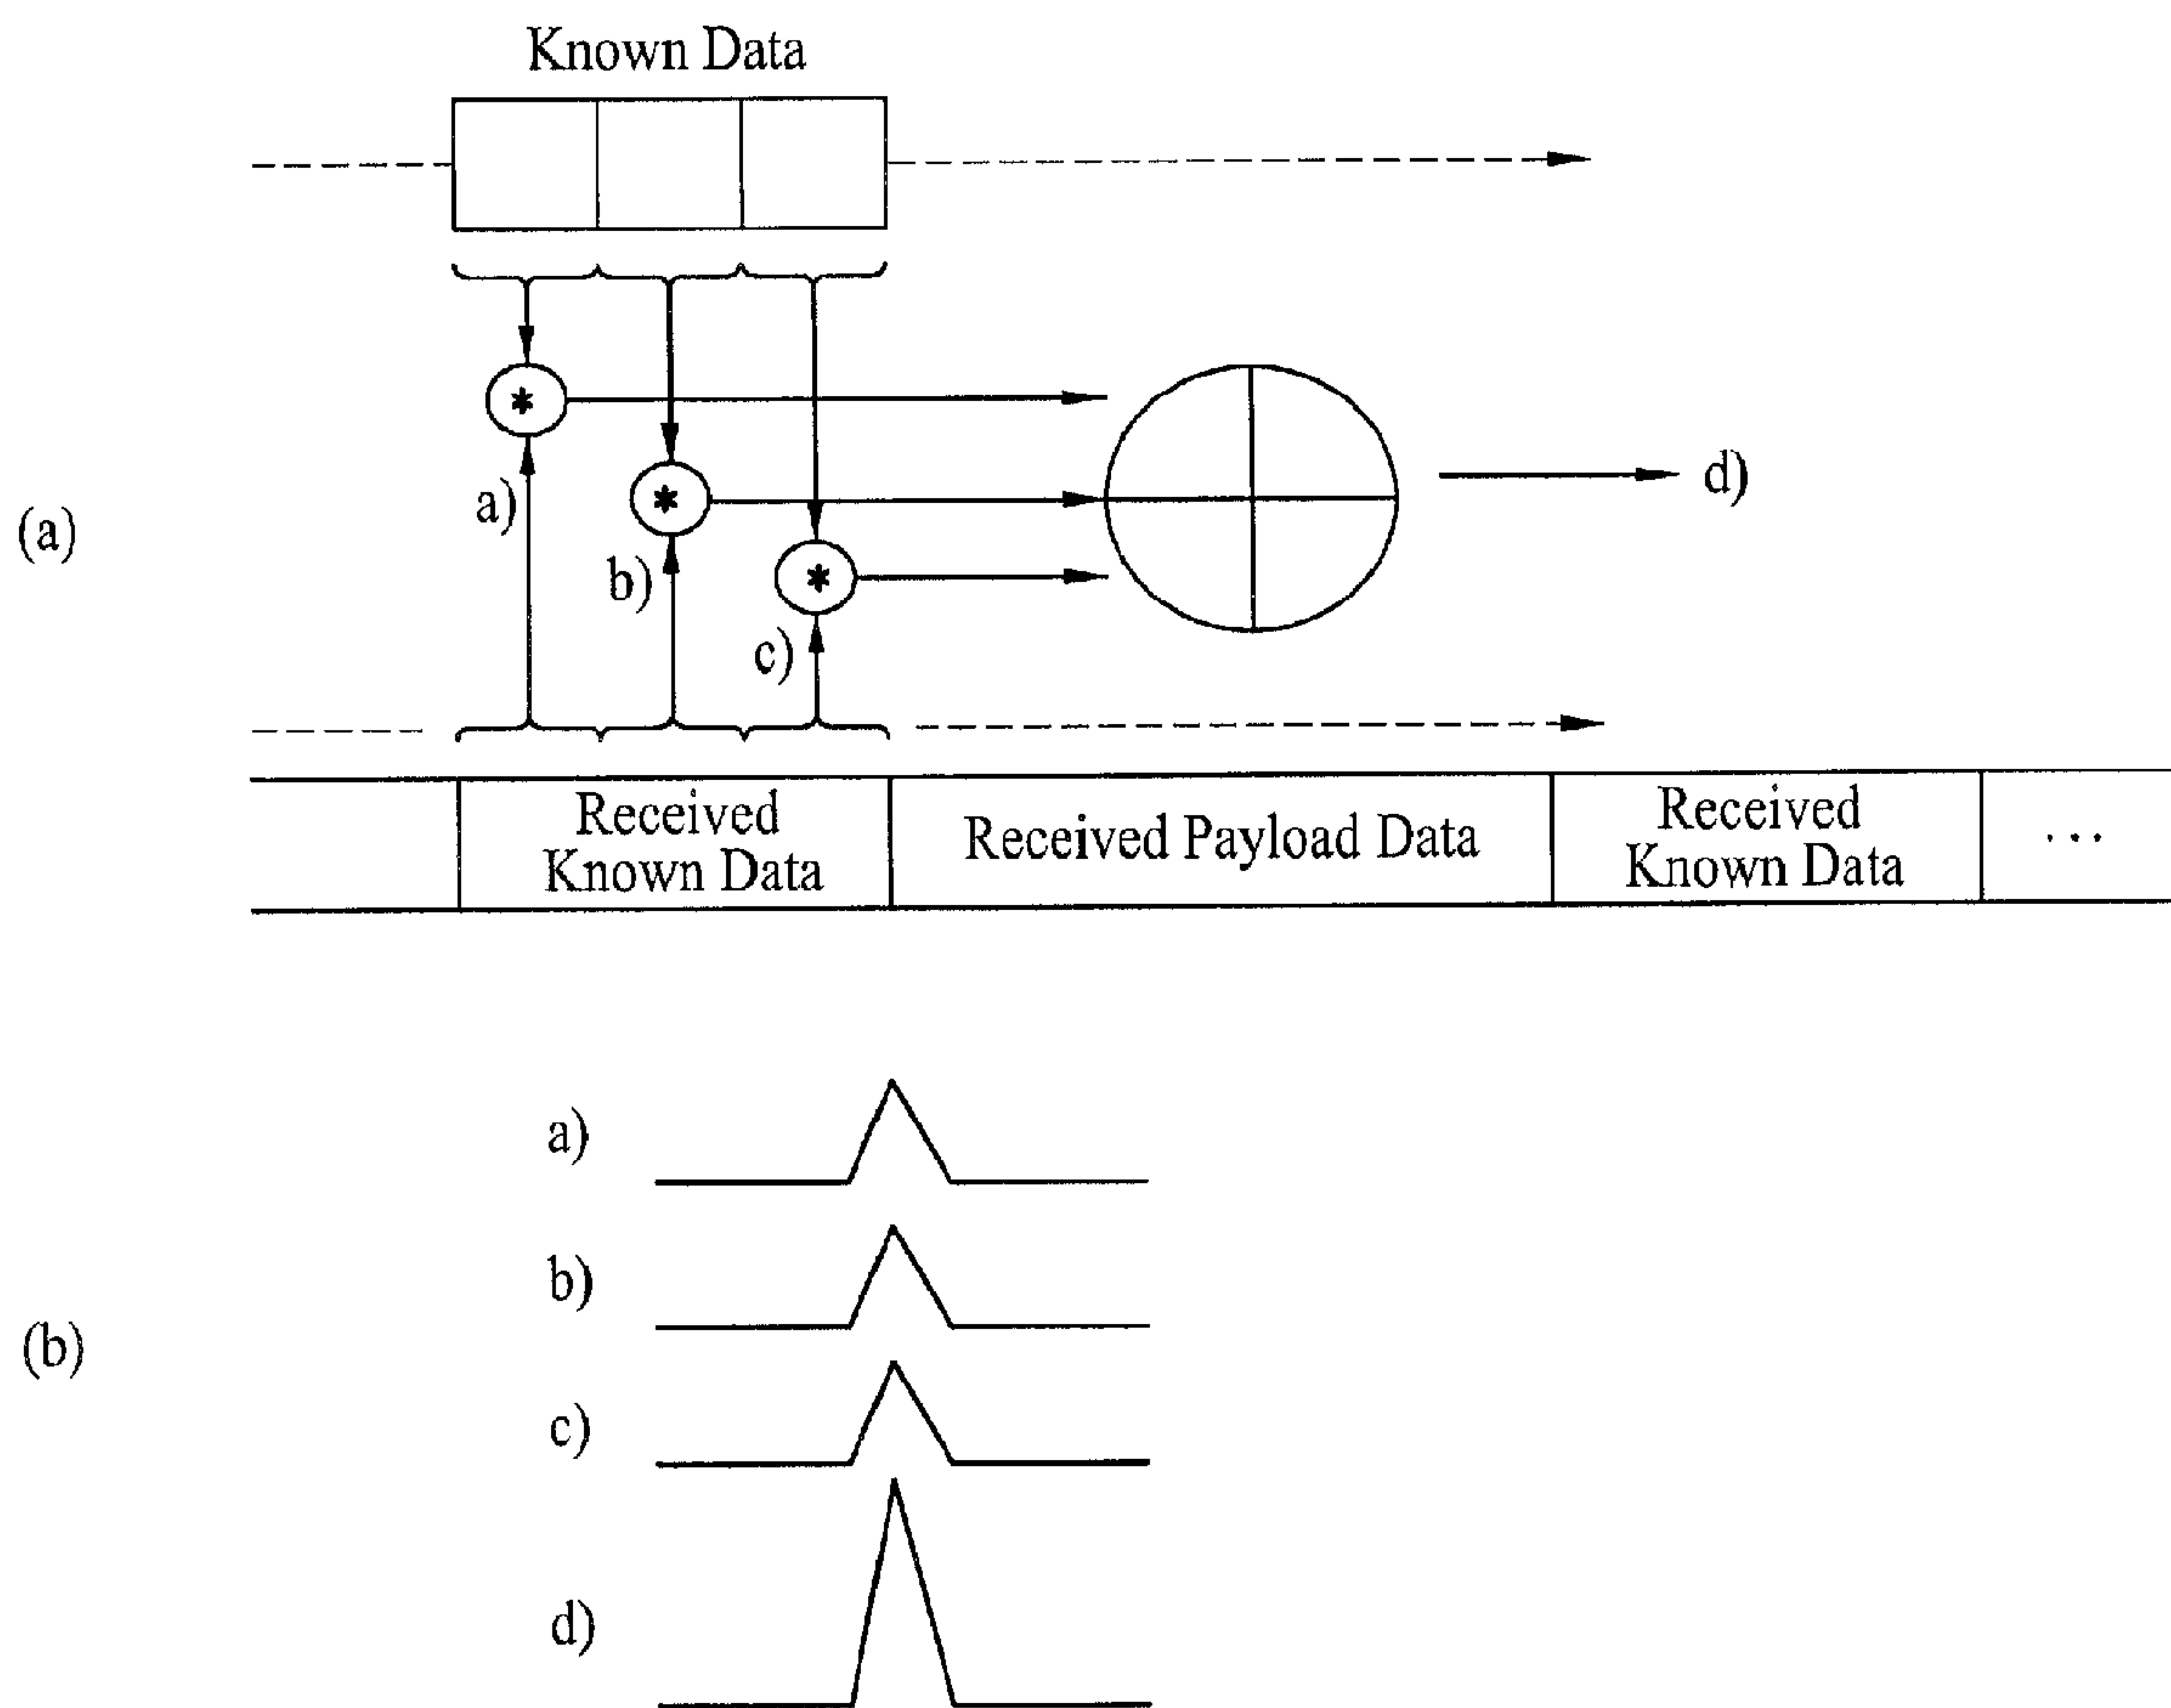 Known Data
*
a)
*
d)
(a)
b)
*
c)
Received
Known Data
Received Payload Data
Received
Known Data
...
a)
b)
(b)
c)
d)